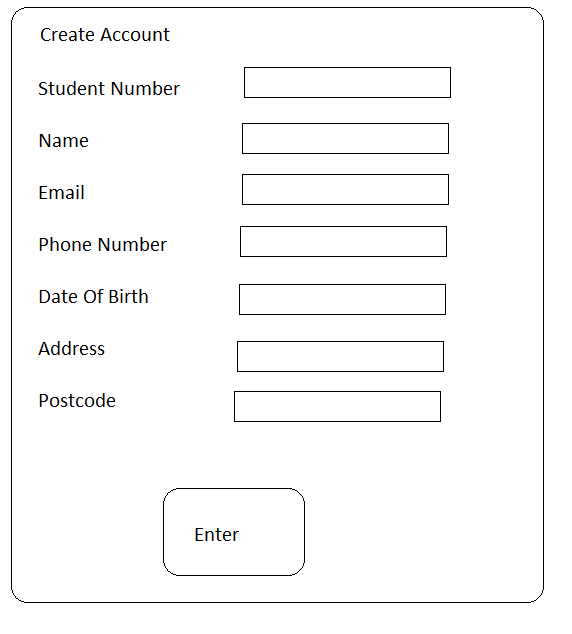 Create Account
Student Number
Name
Email
Phone Number
Date Of Birth
Address
Postcode
Enter